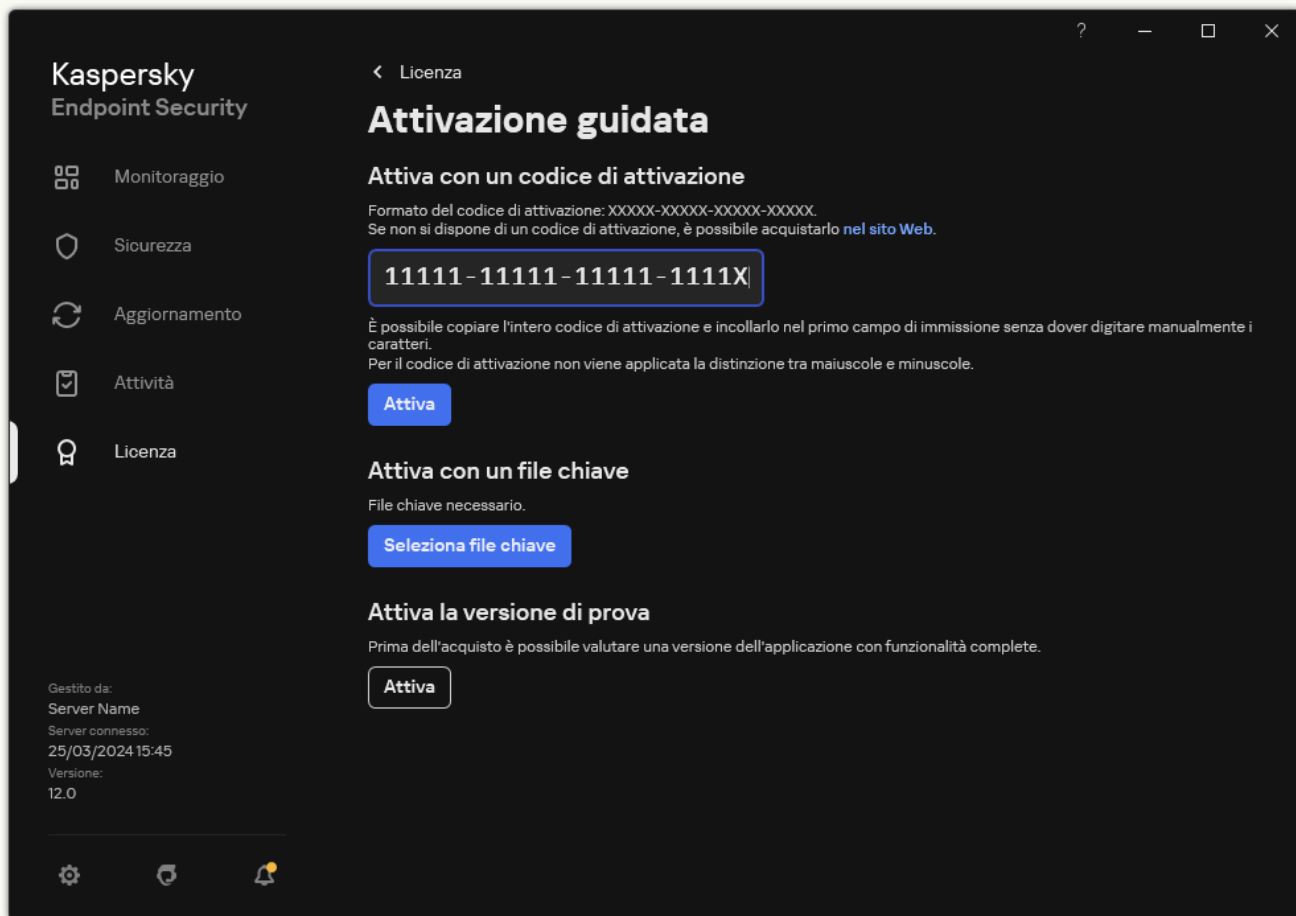 ?
Kaspersky
Endpoint Security
Monitoraggio
Sicurezza
Aggiornamento
Attività
Licenza
Gestito da:
Server Name
Server connesso:
25/03/2024 15:45
Versione:
12.0
Licenza
Attivazione guidata
Attiva con un codice di attivazione
Formato del codice di attivazione: XXXXX-XXXXX-XXXXX-XXXXX.
Se non si dispone di un codice di attivazione, è possibile acquistarlo nel sito Web.
11111-11111-11111-1111X
È possibile copiare l'intero codice di attivazione e incollarlo nel primo campo di immissione senza dover digitare manualmente i
caratteri.
Per il codice di attivazione non viene applicata la distinzione tra maiuscole e minuscole.
Attiva
Attiva con un file chiave
File chiave necessario.
Seleziona file chiave
Attiva la versione di prova
Prima dell'acquisto è possibile valutare una versione dell'applicazione con funzionalità complete.
Attiva